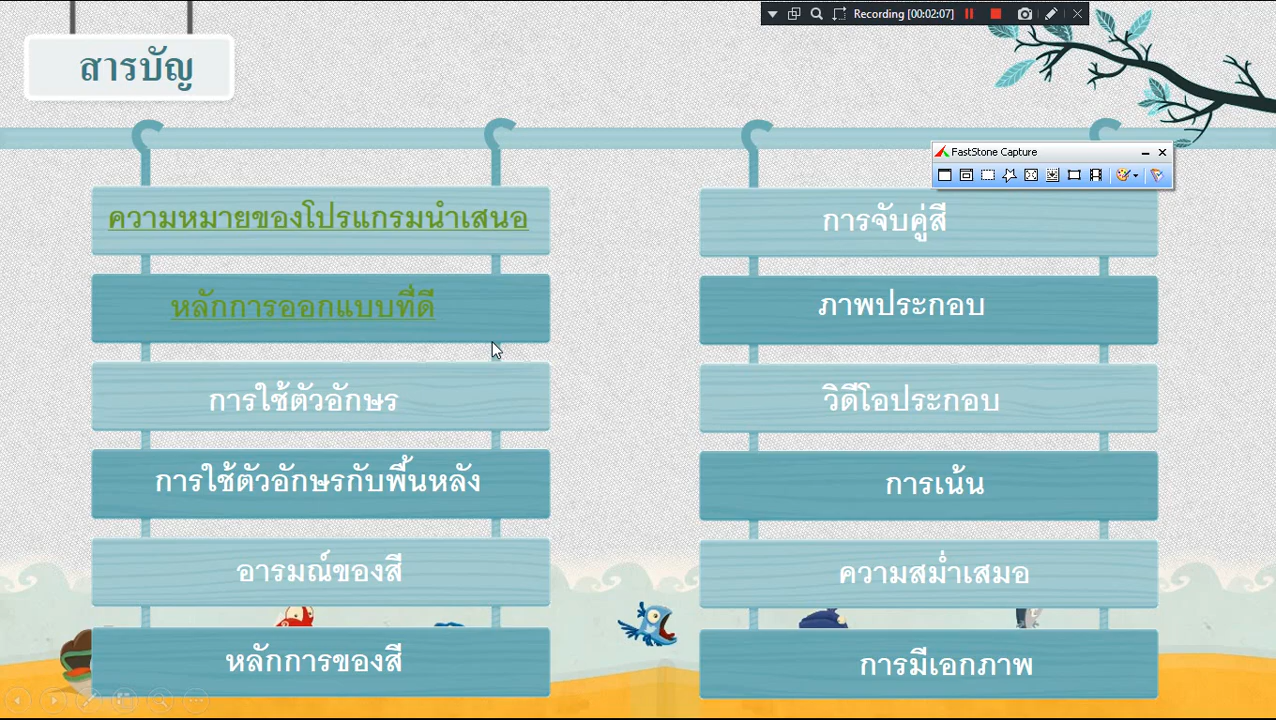 Recording [00:02:07]
สารบัญ
FastStone Capture
ความหมายของโปรแกรมนำเสนอ
หลักการออกแบบที่ดี
การใช้ตัวอักษร
การใช้ตัวอักษรกับพื้นหลัง
อารมณ์ของสี
หลักการของสี
การจับคู่สี
ภาพประกอบ
วิดีโอประกอบ
การเน้น
ความสม่ำเสมอ
การมีเอกภาพ